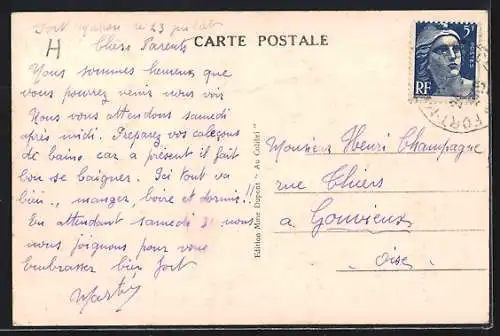 Fort Mahon le 23 juillet
H
Chers Parents
CARTE POSTALE
Nous sommes heureux que
vous pourrez venir nous voir
Nous vous attendons samedi
après midi. Preparez vos caleçons
de bains car a présent il fait
bon se baigner. Ici tout va
bien., manger, boire et dormir!!
En attendant samedi nous
nous joignons pour vous
Embrasser bien fort
Edition Mme Dupont - "Au Colibri"
5F
POSTES
RF
FORT-M
Monsieur Henri Champagne
rue Thiers
a Gouvieux
Oise